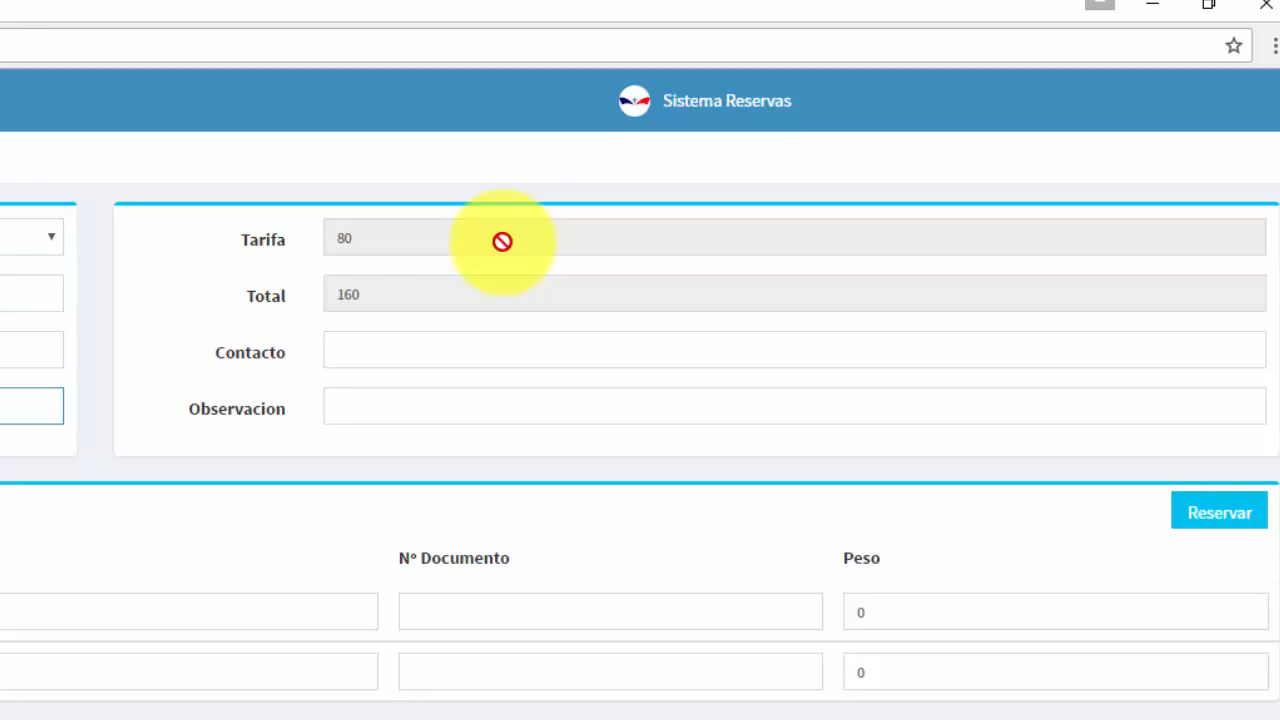 Sistema Reservas
Tarifa 80
Total 160
Contacto
Observacion
Reservar
Nº Documento Peso
0
0